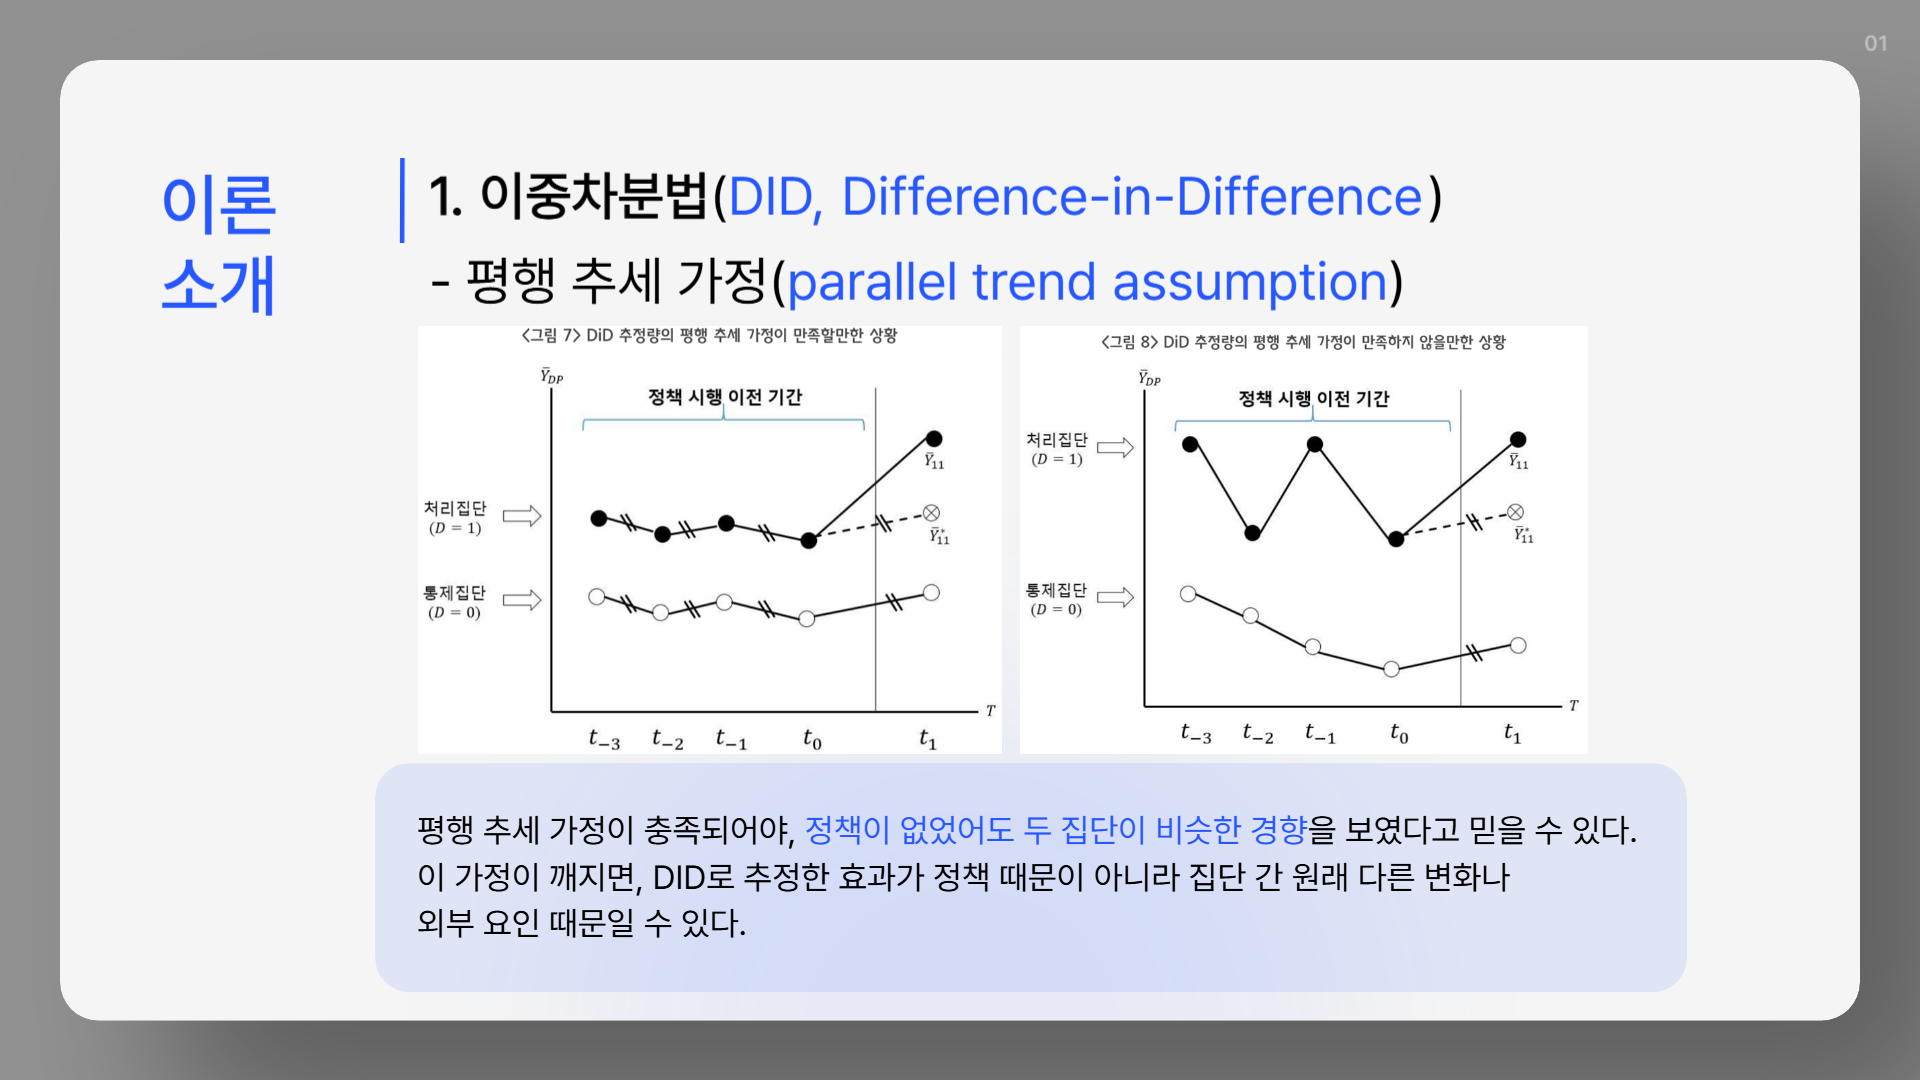 01
이론
소개
1. 이중차분법(DID, Difference-in-Difference)
- 평행 추세 가정(parallel trend assumption)
<그림 7> DiD 추정량의 평행 추세 가정이 만족할만한 상황
Ȳ_DP
정책 시행 이전 기간
Ȳ₁₁
처리집단
(D = 1)
Ȳ*₁₁
통제집단
(D = 0)
T
t₋₃ t₋₂ t₋₁ t₀ t₁
<그림 8> DiD 추정량의 평행 추세 가정이 만족하지 않을만한 상황
Ȳ_DP
정책 시행 이전 기간
처리집단
(D = 1)
Ȳ₁₁
Ȳ*₁₁
통제집단
(D = 0)
T
t₋₃ t₋₂ t₋₁ t₀ t₁
평행 추세 가정이 충족되어야, 정책이 없었어도 두 집단이 비슷한 경향을 보였다고 믿을 수 있다.
이 가정이 깨지면, DID로 추정한 효과가 정책 때문이 아니라 집단 간 원래 다른 변화나
외부 요인 때문일 수 있다.